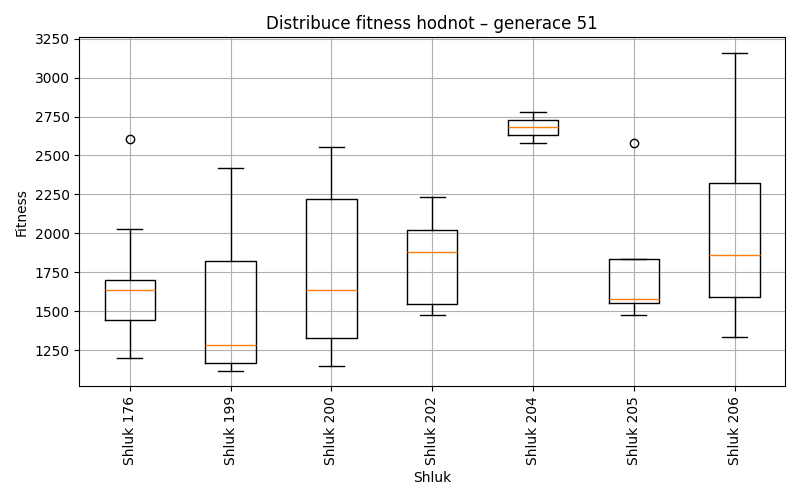 Distribuce fitness hodnot – generace 51
Fitness
3250
3000
2750
2500
2250
2000
1750
1500
1250
Shluk 176
Shluk 199
Shluk 200
Shluk 202
Shluk 204
Shluk 205
Shluk 206
Shluk